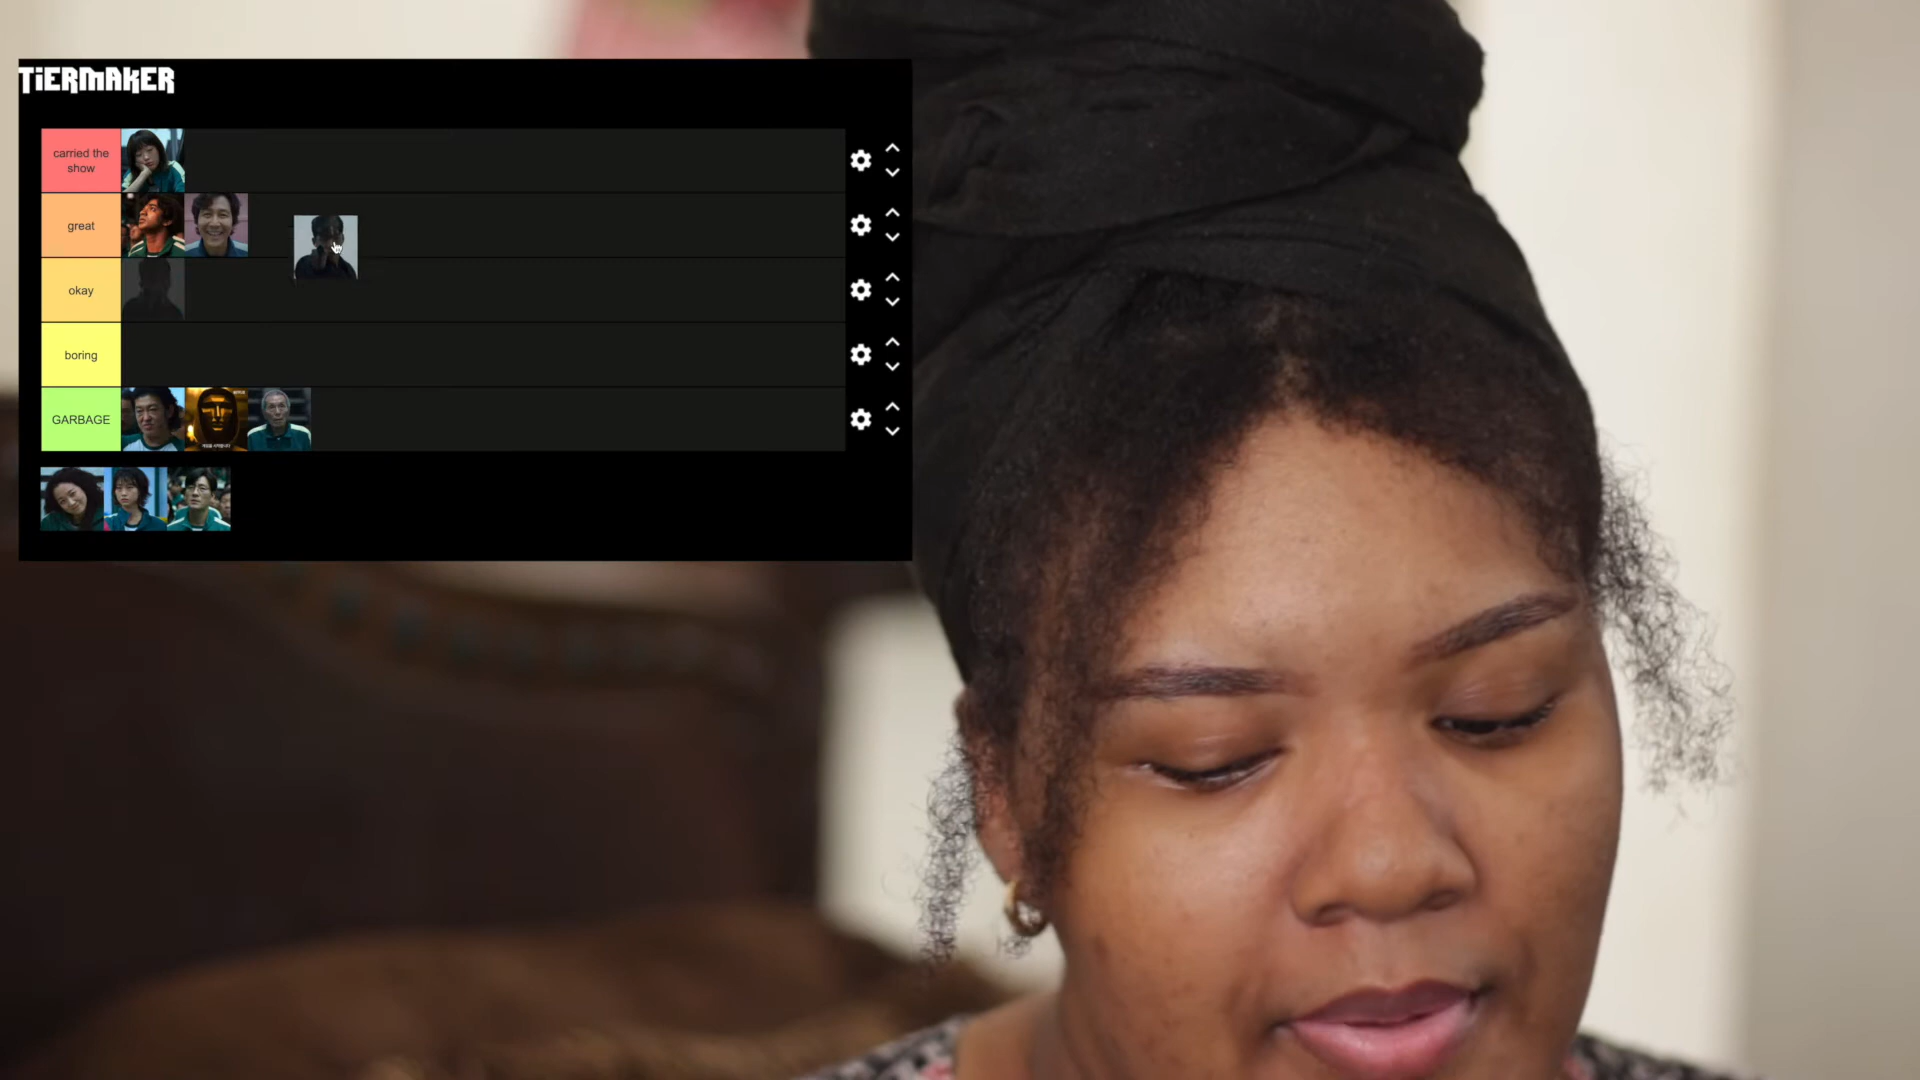 TiERMAKER
carried the
show
great
okay
boring
GARBAGE